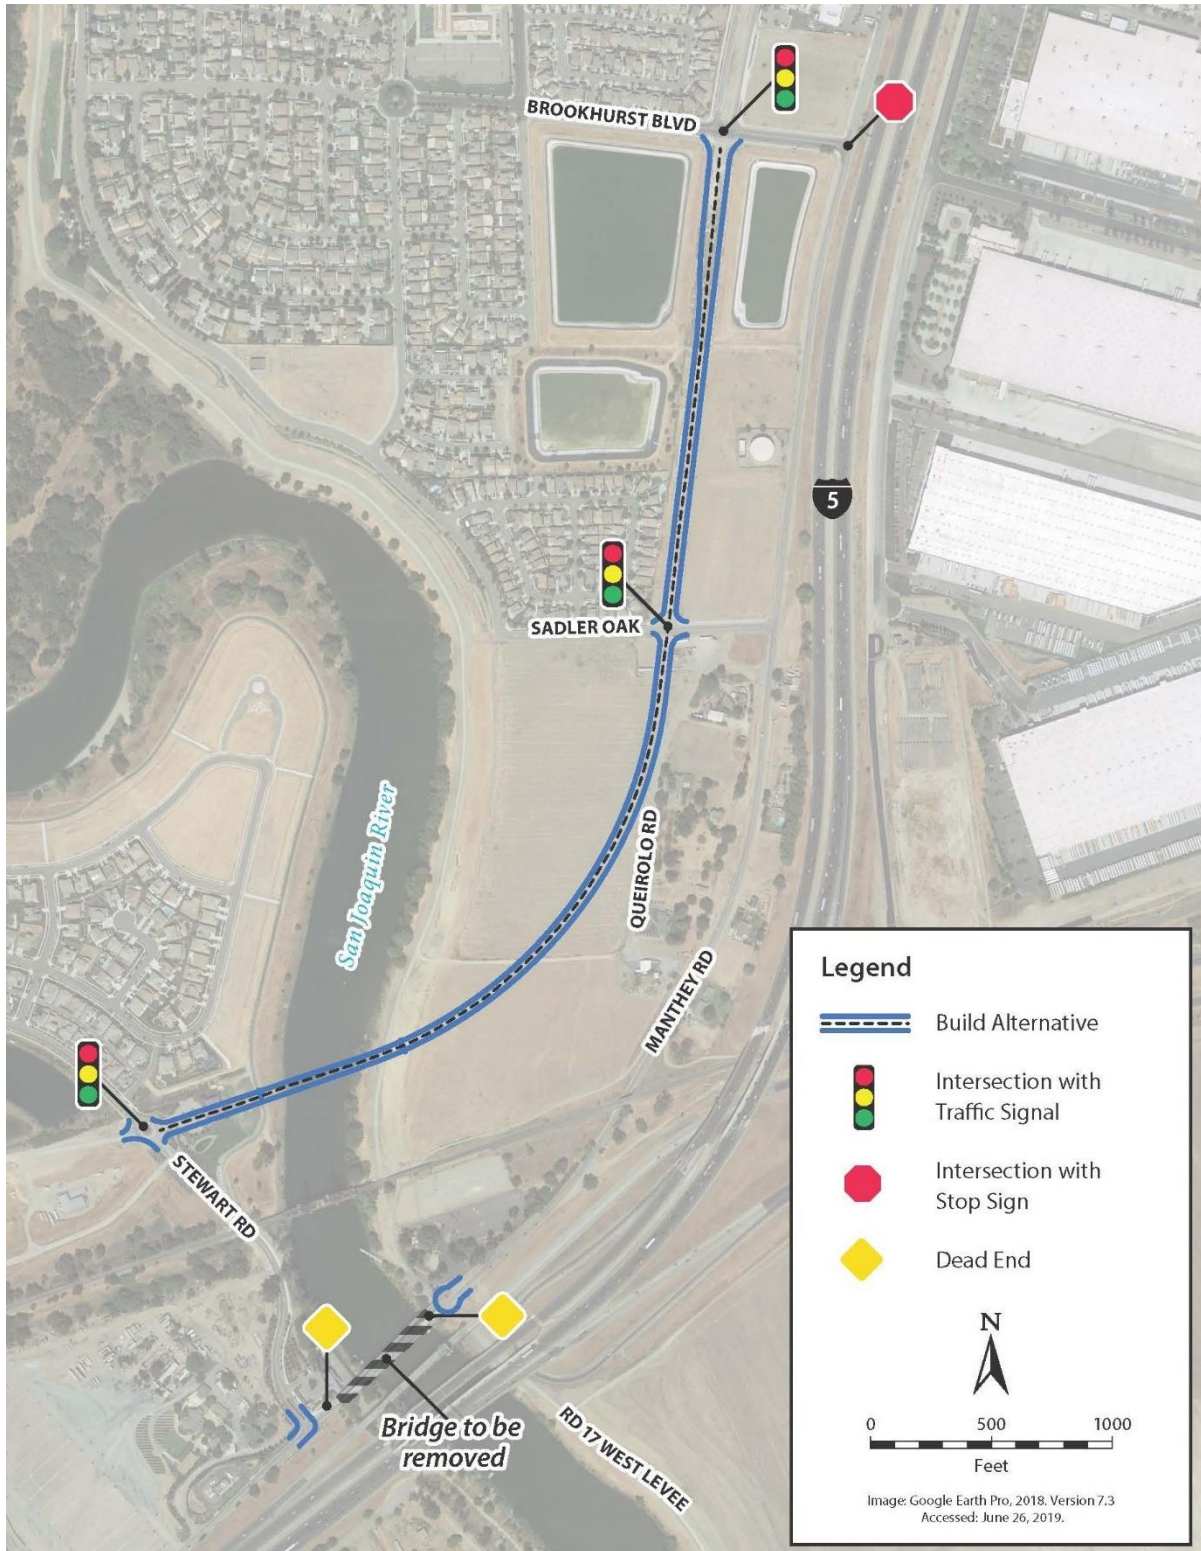 BROOKHURST BLVD
5
SADLER OAK
San Joaquin River
QUEIROLO RD
MANTHEY RD
STEWART RD
Bridge to be
removed
RD 17 WEST LEVEE
Legend
Build Alternative
Intersection with
Traffic Signal
Intersection with
Stop Sign
Dead End
N
0 500 1000
Feet
Image: Google Earth Pro, 2018. Version 7.3
Accessed: June 26, 2019.